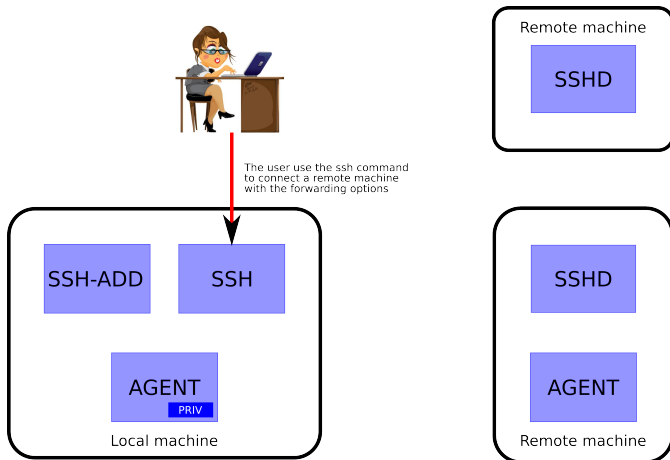 Remote machine
SSHD
The user use the ssh command
to connect a remote machine
with the forwarding options
SSH-ADD
SSH
SSHD
AGENT
PRIV
AGENT
Local machine
Remote machine